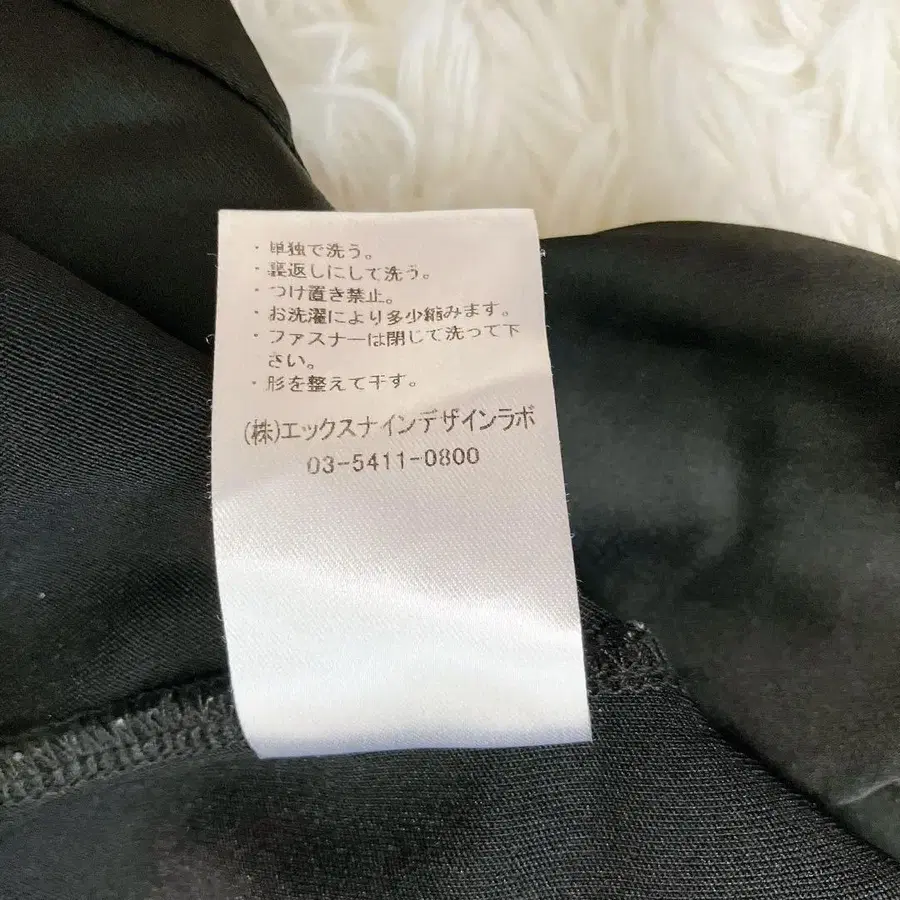 ・単独で洗う。
・裏返しにして洗う。
・つけ置き禁止。
・お洗濯により多少縮みます。
・ファスナーは閉じて洗って下
さい。
・形を整えて干す。
(株)エックスナインデザインラボ
03-5411-0800